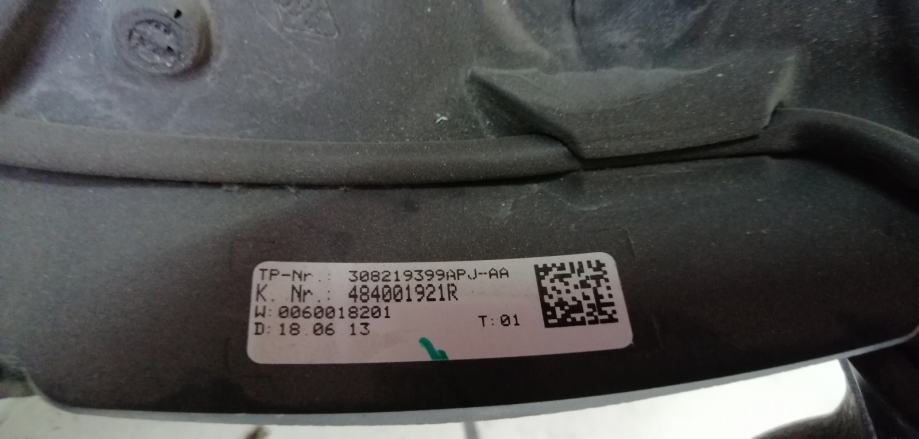 TP-Nr.: 308219399APJ-AA
K. Nr.: 484001921R
W:0060018201
D: 18 06 13
T:01